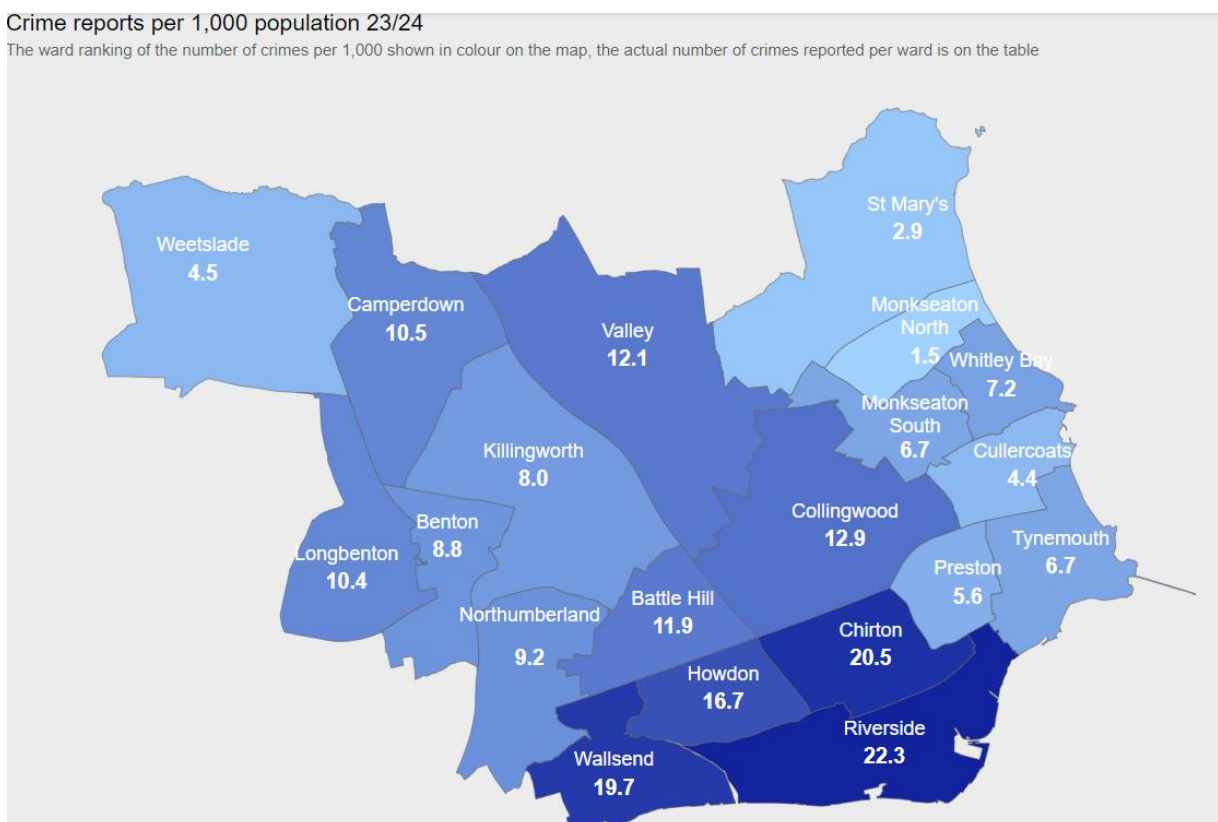 Crime reports per 1,000 population 23/24
The ward ranking of the number of crimes per 1,000 shown in colour on the map, the actual number of crimes reported per ward is on the table
St Mary's
2.9
Weetslade
4.5
Camperdown
10.5
Valley
12.1
Monkseaton
North
1.5
Whitley Bay
7.2
Monkseaton
South
6.7
Killingworth
8.0
Cullercoats
4.4
Collingwood
12.9
Benton
8.8
Longbenton
10.4
Tynemouth
6.7
Preston
5.6
Northumberland
9.2
Battle Hill
11.9
Chirton
20.5
Howdon
16.7
Riverside
22.3
Wallsend
19.7